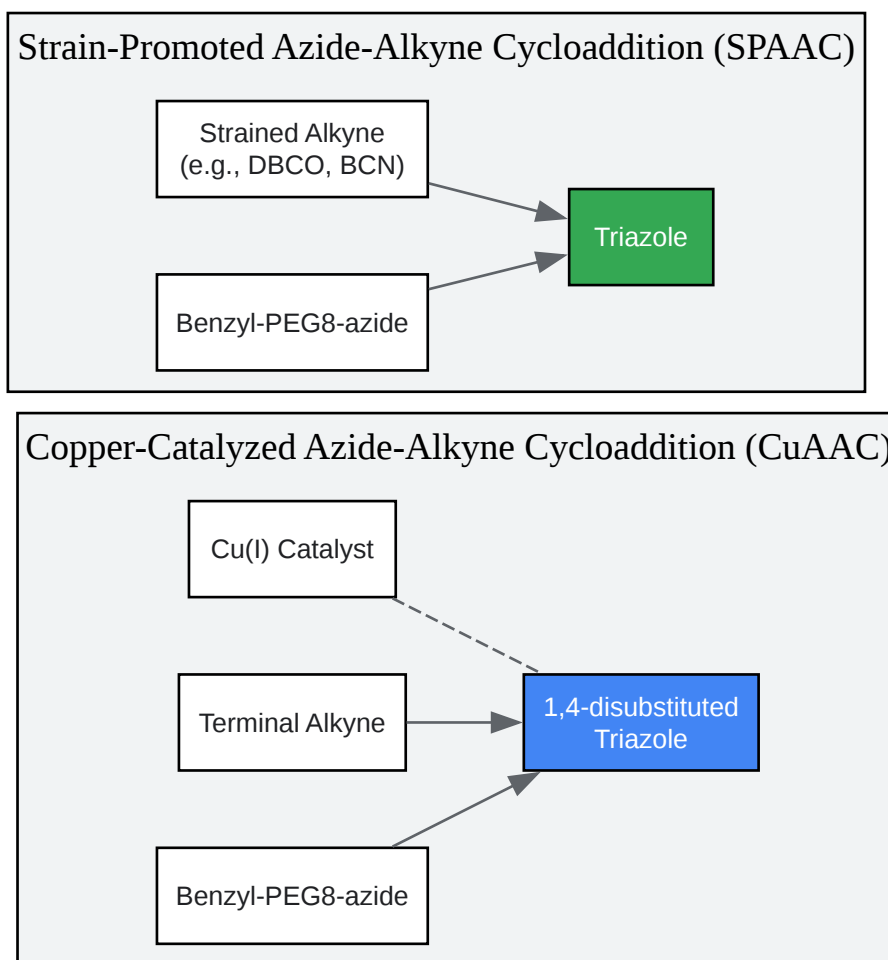 Strain-Promoted Azide-Alkyne Cycloaddition (SPAAC)
Strained Alkyne
(e.g., DBCO, BCN)
Triazole
Benzyl-PEG8-azide
Copper-Catalyzed Azide-Alkyne Cycloaddition (CuAAC)
Cu(I) Catalyst
Terminal Alkyne
1,4-disubstituted
Triazole
Benzyl-PEG8-azide